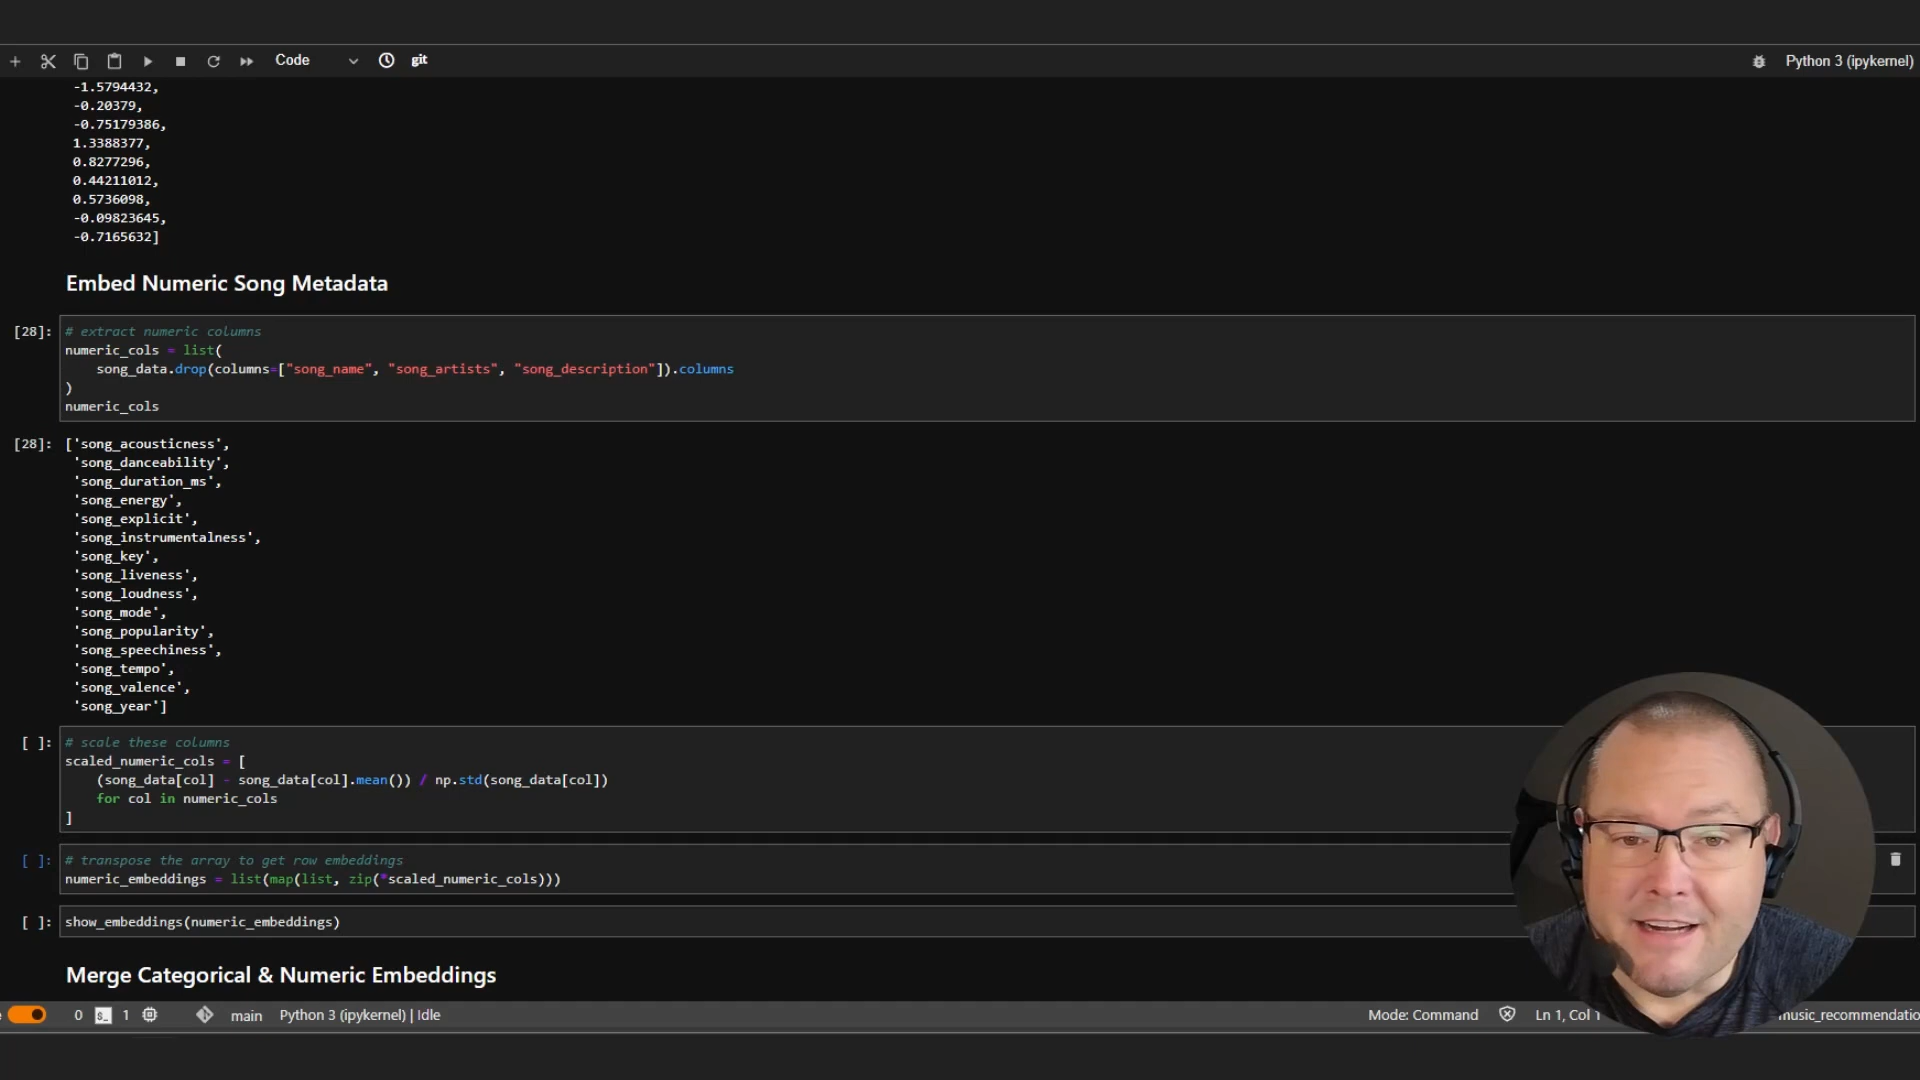 Code
git
Python 3 (ipykernel)
-1.5794432,
-0.20379,
-0.75179386,
1.3388377,
0.8277296,
0.44211012,
0.5736098,
-0.09823645,
-0.7165632]
Embed Numeric Song Metadata
[28]:
# extract numeric columns
numeric_cols = list(
song_data.drop(columns=["song_name", "song_artists", "song_description"]).columns
)
numeric_cols
[28]:
['song_acousticness',
'song_danceability',
'song_duration_ms',
'song_energy',
'song_explicit',
'song_instrumentalness',
'song_key',
'song_liveness',
'song_loudness',
'song_mode',
'song_popularity',
'song_speechiness',
'song_tempo',
'song_valence',
'song_year']
[ ]:
# scale these columns
scaled_numeric_cols = [
(song_data[col] - song_data[col].mean()) / np.std(song_data[col])
for col in numeric_cols
]
[ ]:
# transpose the array to get row embeddings
numeric_embeddings = list(map(list, zip(*scaled_numeric_cols)))
[ ]:
show_embeddings(numeric_embeddings)
Merge Categorical & Numeric Embeddings
0
1
main
Python 3 (ipykernel) | Idle
Mode: Command
Ln 1, Col 1
music_recommendatio